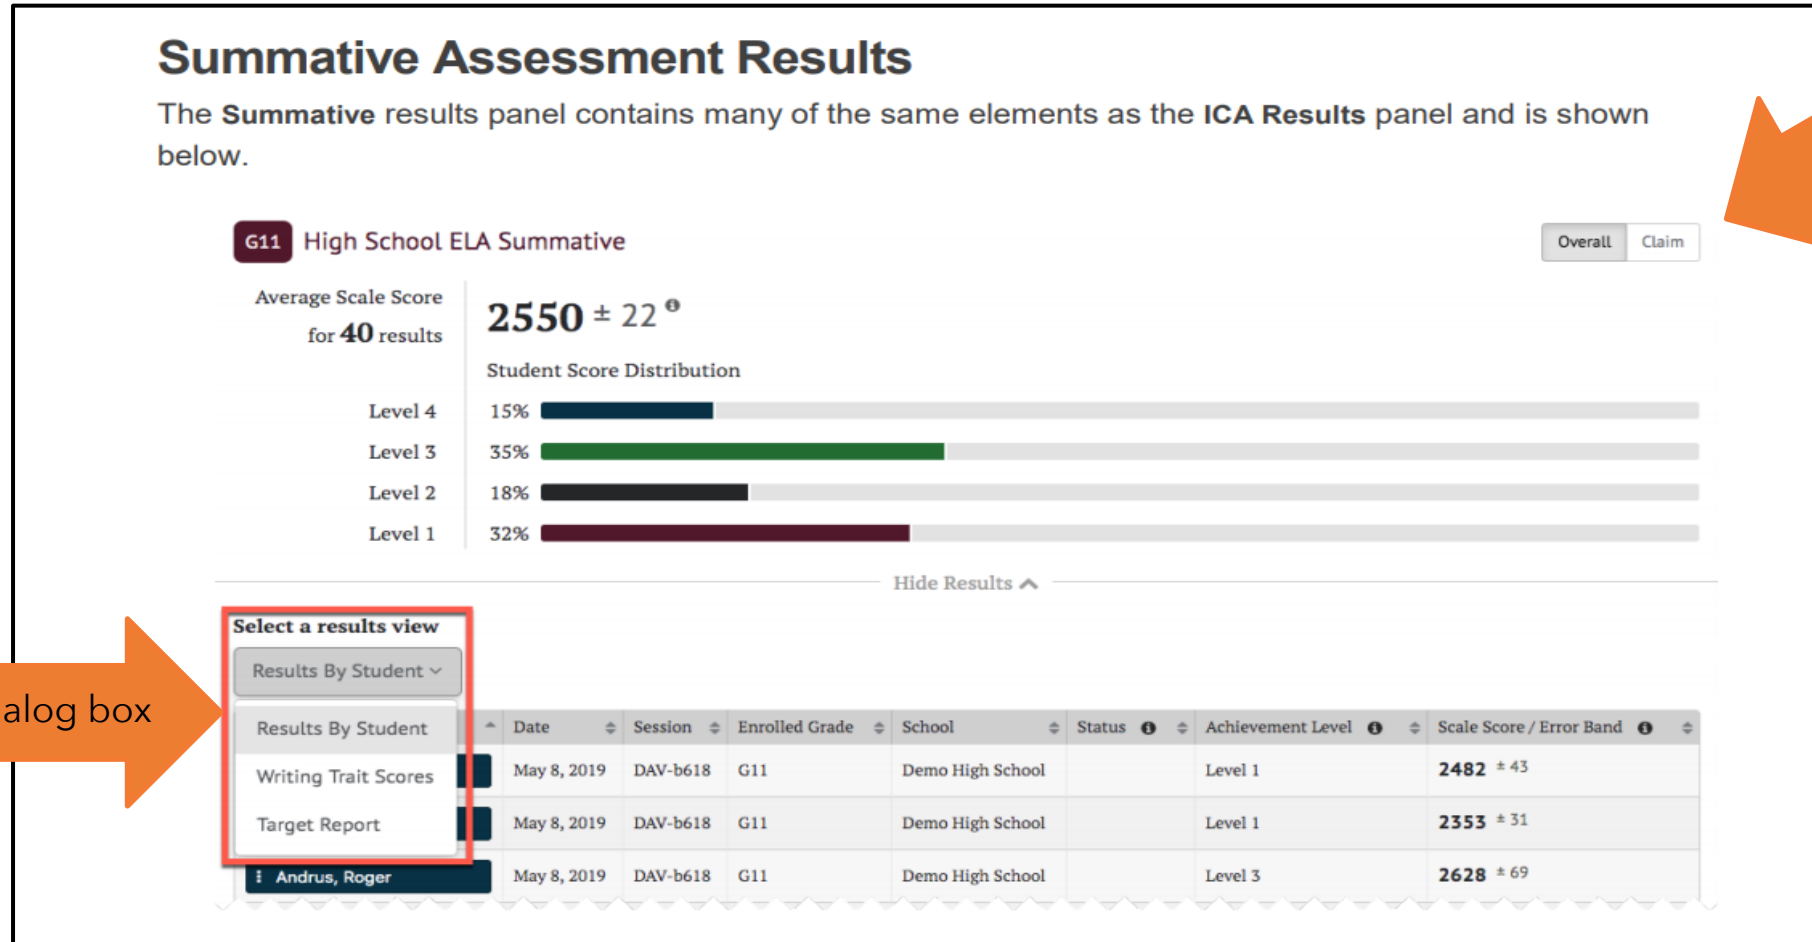 Summative Assessment Results
The Summative results panel contains many of the same elements as the ICA Results panel and is shown
below.
G11 High School ELA Summative
Overall Claim
Average Scale Score
for 40 results
2550 ± 22
Student Score Distribution
Level 4 15%
Level 3 35%
Level 2 18%
Level 1 32%
Hide Results
Select a results view
Results By Student
Results By Student
Writing Trait Scores
Target Report
alog box
Date Session Enrolled Grade School Status Achievement Level Scale Score / Error Band
May 8, 2019 DAV-b618 G11 Demo High School Level 1 2482 ± 43
May 8, 2019 DAV-b618 G11 Demo High School Level 1 2353 ± 31
Andrus, Roger May 8, 2019 DAV-b618 G11 Demo High School Level 3 2628 ± 69